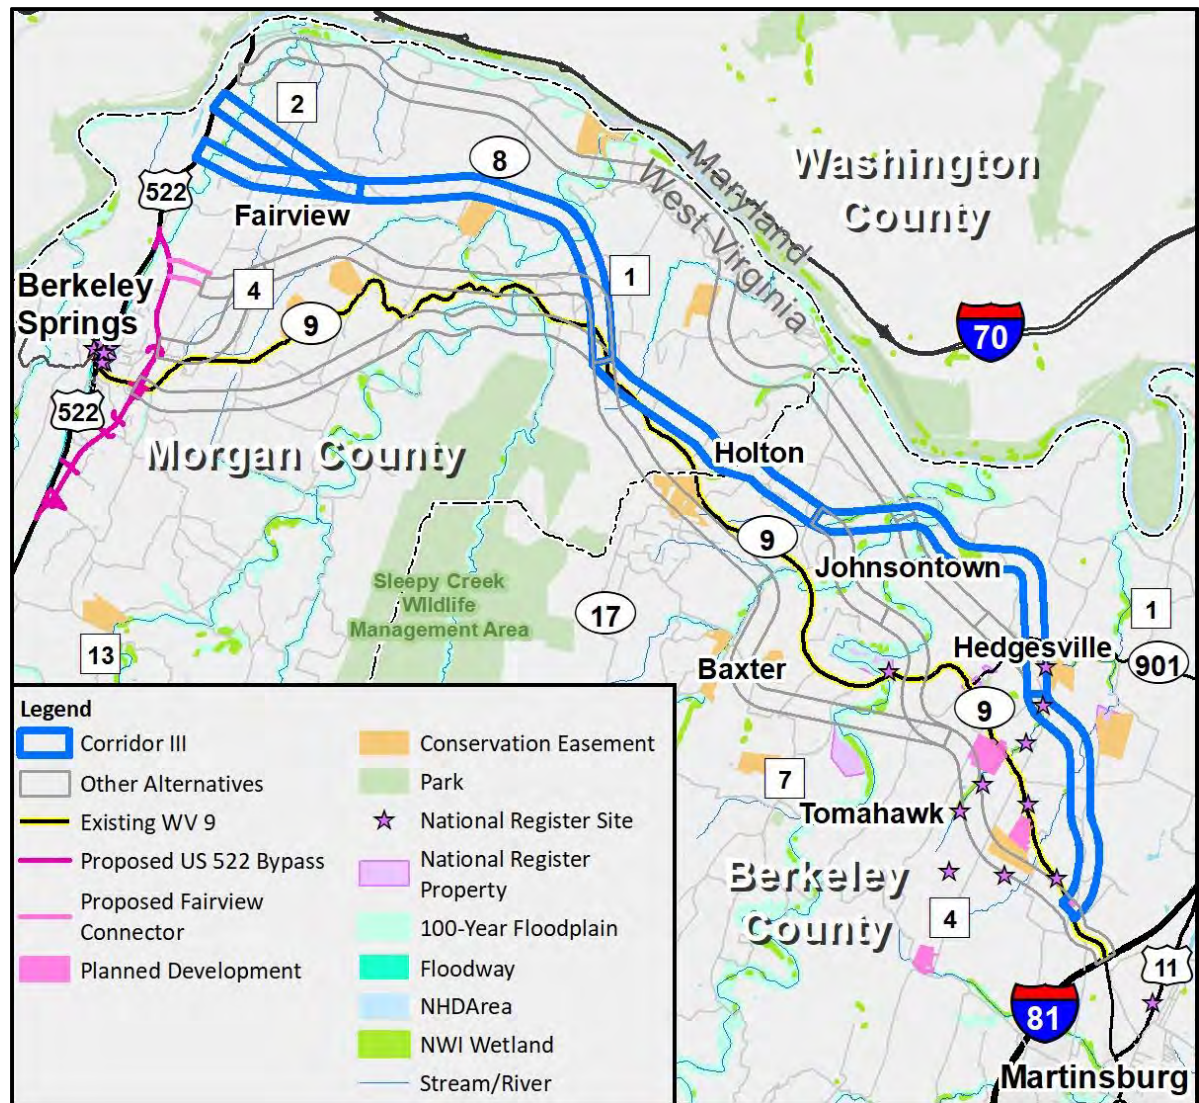 2
8
Maryland
West Virginia
Washington
County
522
Fairview
Berkeley
Springs
4
9
1
70
522
Morgan County
Holton
9
Johnsontown
Sleepy Creek
Wildlife
Management Area
17
1
13
Baxter
Hedgesville
901
9
7
Tomahawk
Berkeley
County
4
11
81
Martinsburg
Legend
Corridor III
Other Alternatives
Existing WV 9
Proposed US 522 Bypass
Proposed Fairview
Connector
Planned Development
Conservation Easement
Park
National Register Site
National Register
Property
100-Year Floodplain
Floodway
NHDArea
NWI Wetland
Stream/River